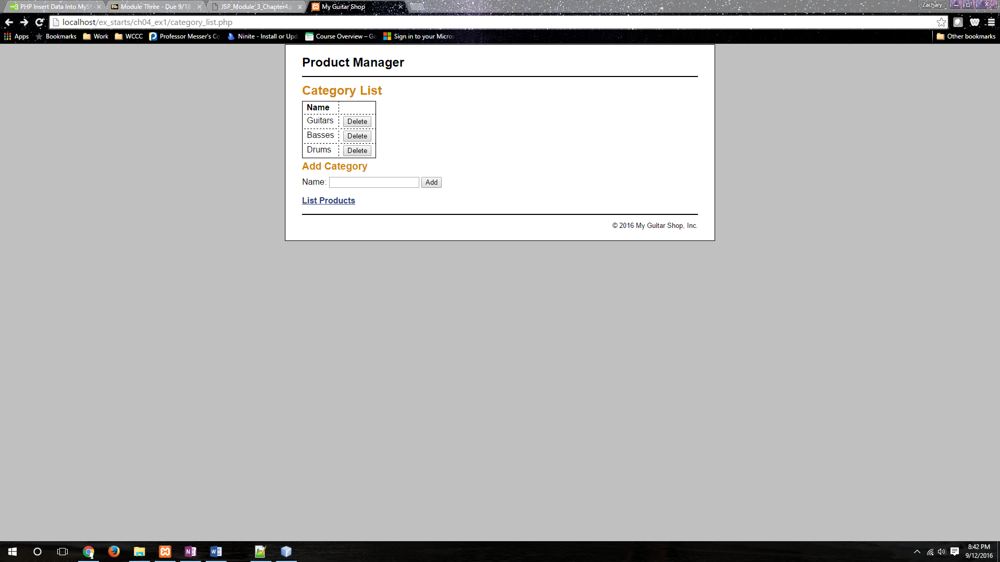 PHP Insert Data Into MyS
Module Three - Due 9/18
JSP_Module_3_Chapter4.p
My Guitar Shop
Zachary
localhost/ex_starts/ch04_ex1/category_list.php
Apps Bookmarks Work WCCC Professor Messer's Co Ninite - Install or Upd Course Overview – Go Sign in to your Micros Other bookmarks
Product Manager
Category List
Name
Guitars Delete
Basses Delete
Drums Delete
Add Category
Name: Add
List Products
© 2016 My Guitar Shop, Inc.
8:42 PM
9/12/2016